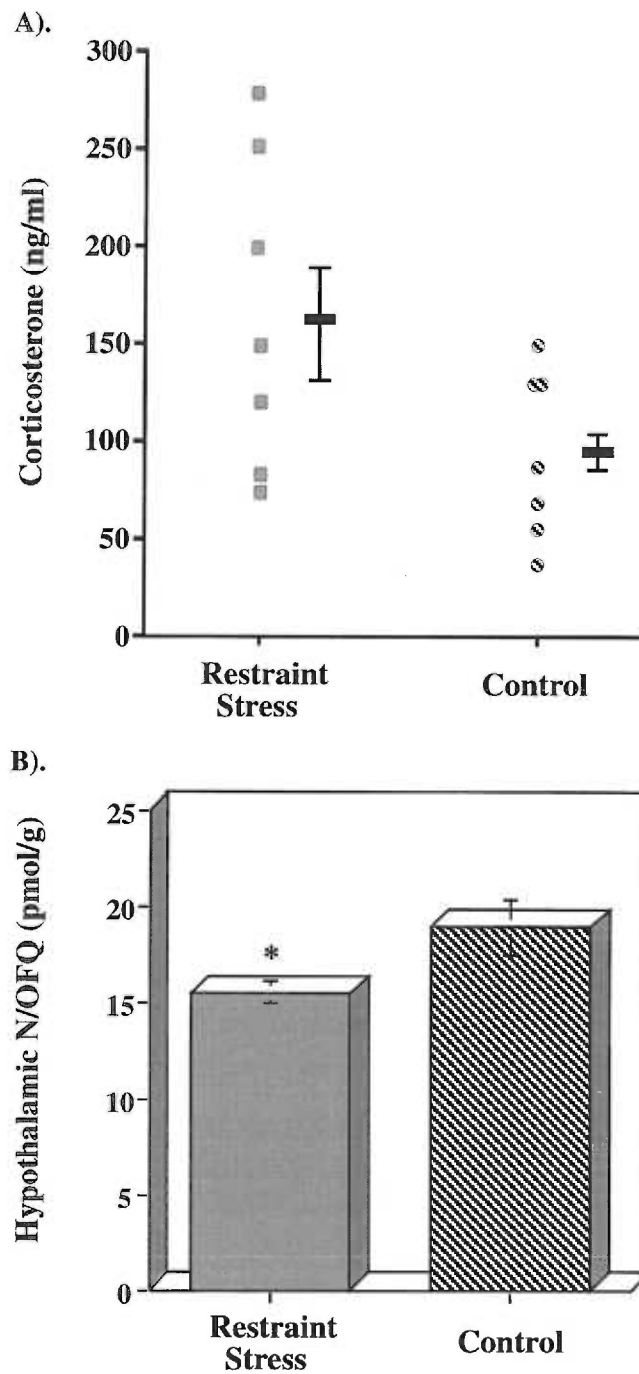 A).
Corticosterone (ng/ml)
300
250
200
150
100
50
0
Restraint
Stress
Control
B).
Hypothalamic N/OFQ (pmol/g)
25
20
15
10
5
0
*
Restraint
Stress
Control